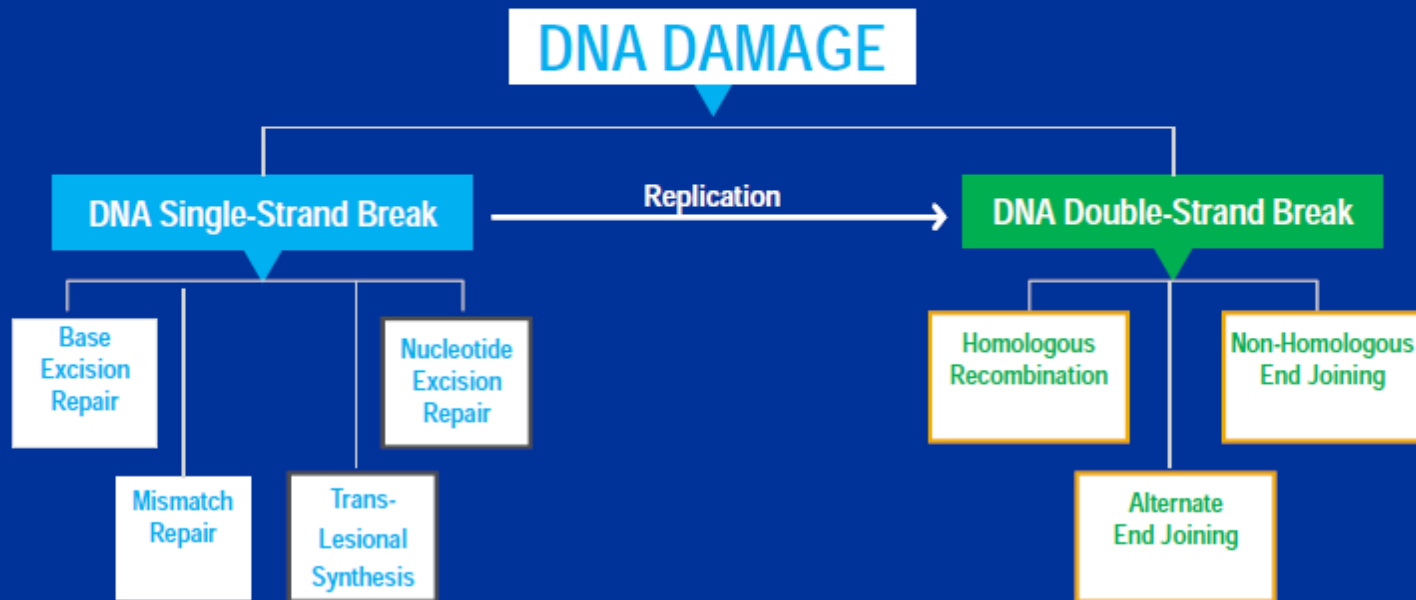 DNA DAMAGE
DNA Single-Strand Break
Replication
DNA Double-Strand Break
Base
Excision
Repair
Mismatch
Repair
Trans-
Lesional
Synthesis
Nucleotide
Excision
Repair
Homologous
Recombination
Alternate
End Joining
Non-Homologous
End Joining